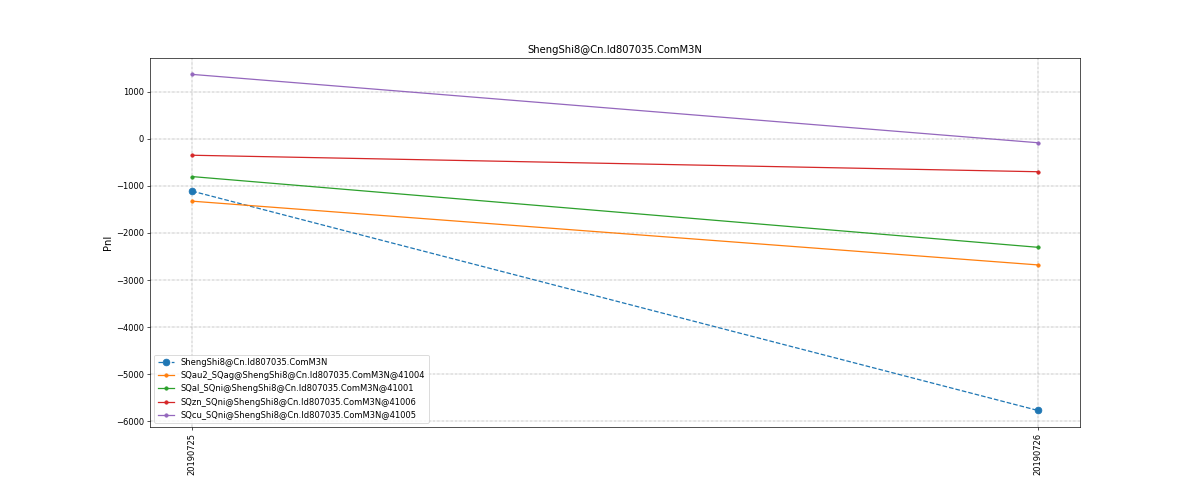 ShengShi8@Cn.Id807035.ComM3N
1000
0
−1000
−2000
−3000
−4000
−5000
−6000
Pnl
ShengShi8@Cn.Id807035.ComM3N
SQau2_SQag@ShengShi8@Cn.Id807035.ComM3N@41004
SQal_SQni@ShengShi8@Cn.Id807035.ComM3N@41001
SQzn_SQni@ShengShi8@Cn.Id807035.ComM3N@41006
SQcu_SQni@ShengShi8@Cn.Id807035.ComM3N@41005
20190725
20190726